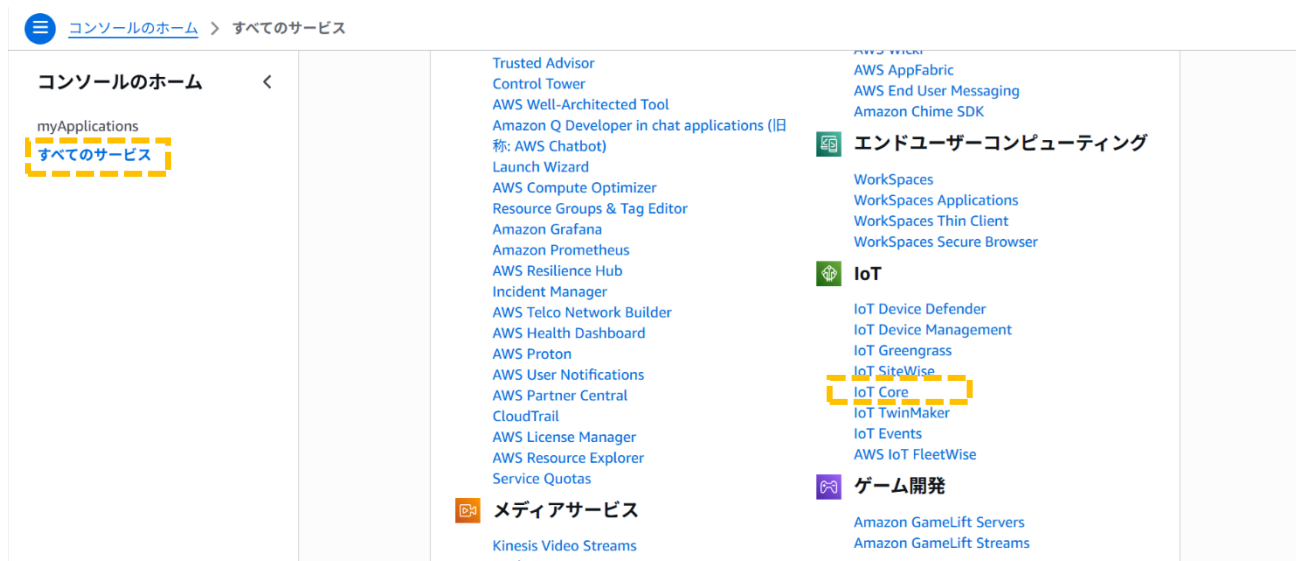 コンソールのホーム > すべてのサービス
コンソールのホーム
myApplications
すべてのサービス
Trusted Advisor
Control Tower
AWS Well-Architected Tool
Amazon Q Developer in chat applications (旧
称: AWS Chatbot)
Launch Wizard
AWS Compute Optimizer
Resource Groups & Tag Editor
Amazon Grafana
Amazon Prometheus
AWS Resilience Hub
Incident Manager
AWS Telco Network Builder
AWS Health Dashboard
AWS Proton
AWS User Notifications
AWS Partner Central
CloudTrail
AWS License Manager
AWS Resource Explorer
Service Quotas
メディアサービス
Kinesis Video Streams
AWS Wickr
AWS AppFabric
AWS End User Messaging
Amazon Chime SDK
エンドユーザーコンピューティング
WorkSpaces
WorkSpaces Applications
WorkSpaces Thin Client
WorkSpaces Secure Browser
IoT
IoT Device Defender
IoT Device Management
IoT Greengrass
IoT SiteWise
IoT Core
IoT TwinMaker
IoT Events
AWS IoT FleetWise
ゲーム開発
Amazon GameLift Servers
Amazon GameLift Streams